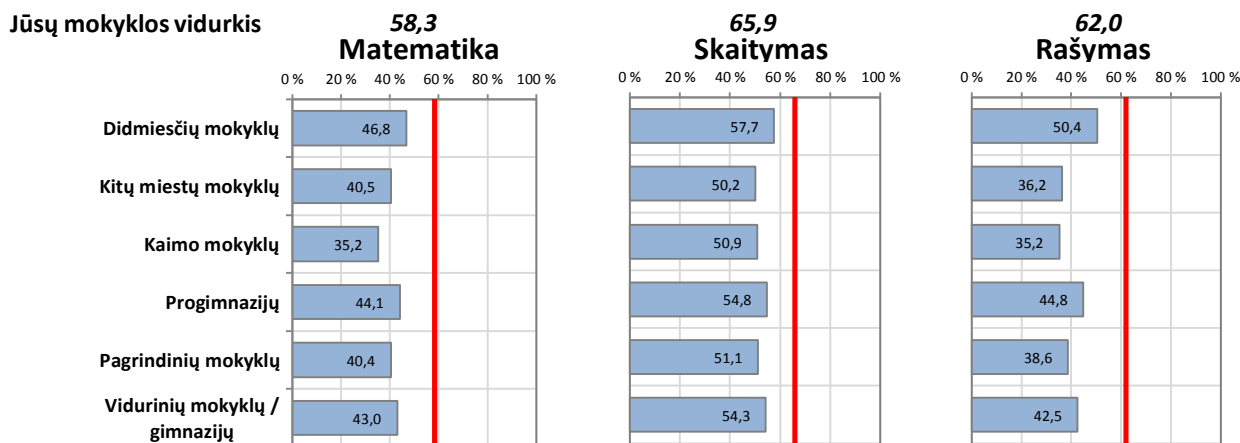 Jūsų mokyklos vidurkis 58,3 65,9 62,0
Matematika Skaitymas Rašymas
0 % 20 % 40 % 60 % 80 % 100 % 0 % 20 % 40 % 60 % 80 % 100 % 0 % 20 % 40 % 60 % 80 % 100 %
Didmiesčių mokyklų 46,8 57,7 50,4
Kitų miestų mokyklų 40,5 50,2 36,2
Kaimo mokyklų 35,2 50,9 35,2
Progimnazijų 44,1 54,8 44,8
Pagrindinių mokyklų 40,4 51,1 38,6
Vidurinių mokyklų /
gimnazijų 43,0 54,3 42,5